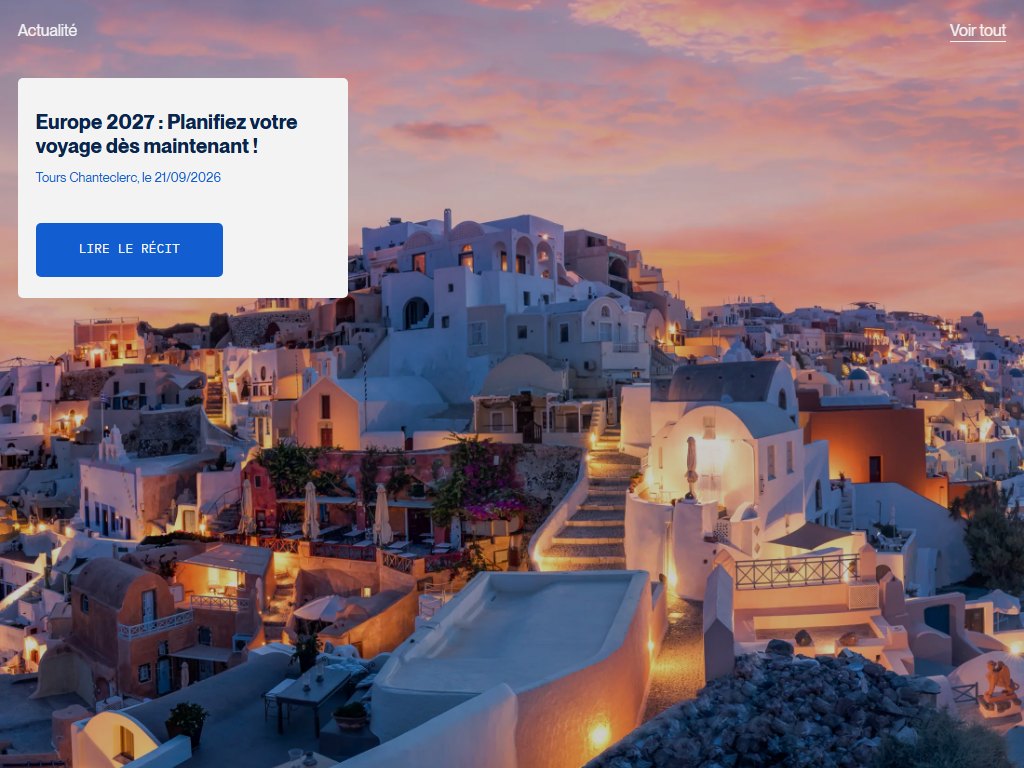 Actualité
Voir tout
Europe 2027 : Planifiez votre
voyage dès maintenant !
Tours Chanteclerc, le 21/09/2026
LIRE LE RÉCIT